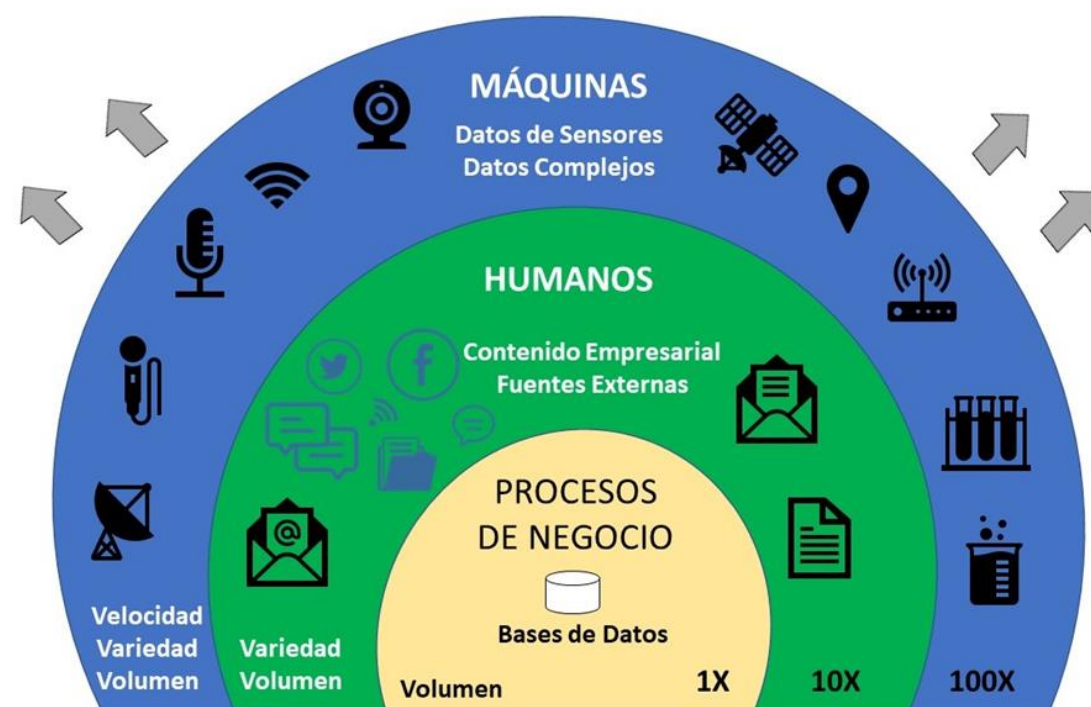 MÁQUINAS
Datos de Sensores
Datos Complejos
HUMANOS
Contenido Empresarial
Fuentes Externas
PROCESOS
DE NEGOCIO
Bases de Datos
Velocidad
Variedad
Volumen
Variedad
Volumen
Volumen
1X
10X
100X